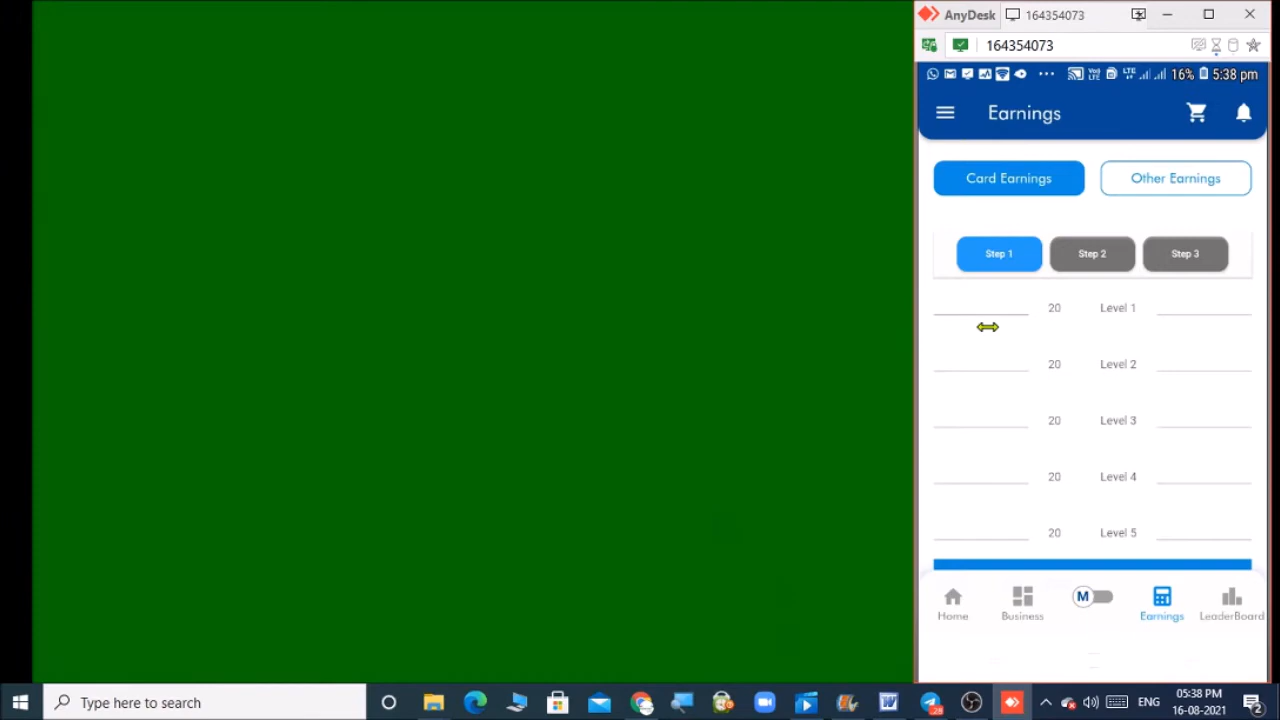 AnyDesk 164354073
164354073
16% 5:38 pm
Earnings
Card Earnings Other Earnings
Step 1 Step 2 Step 3
20 Level 1
20 Level 2
20 Level 3
20 Level 4
20 Level 5
M
Home Business Earnings LeaderBoard
Type here to search
ENG
05:38 PM
16-08-2021
2